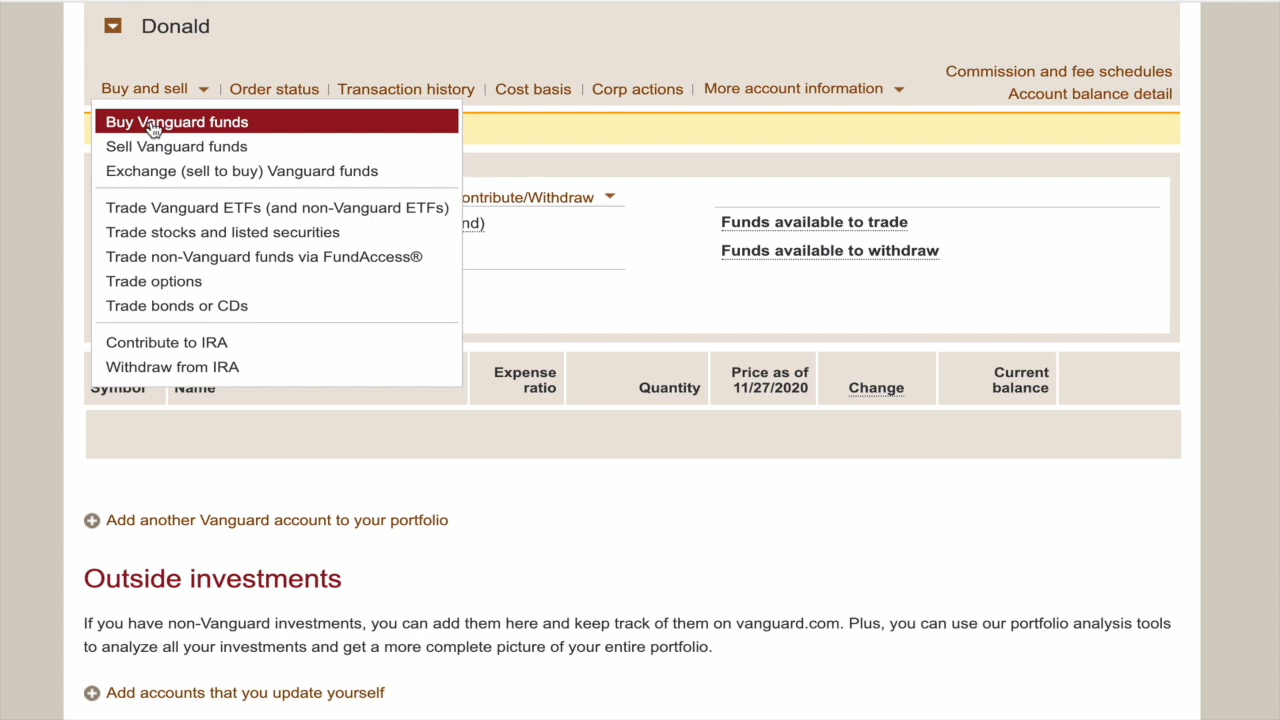 Donald
Buy and sell | Order status | Transaction history | Cost basis | Corp actions | More account information
Commission and fee schedules
Account balance detail
Buy Vanguard funds
Sell Vanguard funds
Exchange (sell to buy) Vanguard funds
Trade Vanguard ETFs (and non-Vanguard ETFs)
Trade stocks and listed securities
Trade non-Vanguard funds via FundAccess®
Trade options
Trade bonds or CDs
Contribute to IRA
Withdraw from IRA
ontribute/Withdraw
nd)
Funds available to trade
Funds available to withdraw
Symbol Name Expense ratio Quantity Price as of 11/27/2020 Change Current balance
Add another Vanguard account to your portfolio
Outside investments
If you have non-Vanguard investments, you can add them here and keep track of them on vanguard.com. Plus, you can use our portfolio analysis tools
to analyze all your investments and get a more complete picture of your entire portfolio.
Add accounts that you update yourself